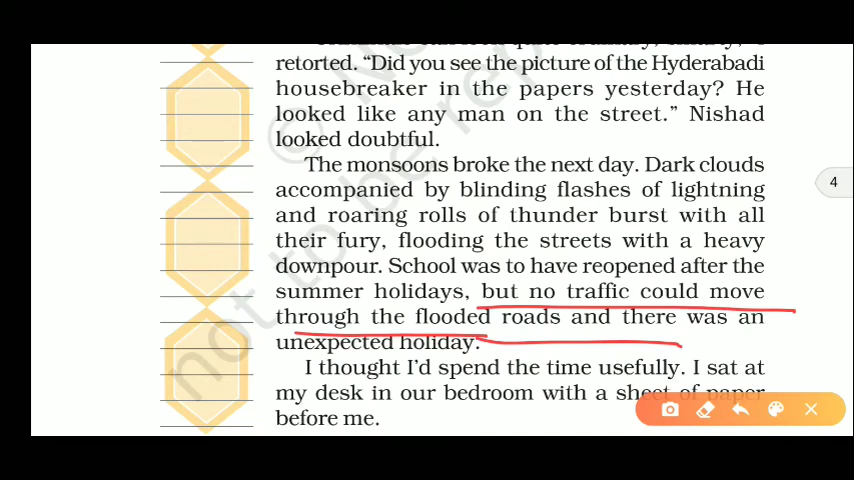 retorted. “Did you see the picture of the Hyderabadi
housebreaker in the papers yesterday? He
looked like any man on the street.” Nishad
looked doubtful.
The monsoons broke the next day. Dark clouds
accompanied by blinding flashes of lightning
and roaring rolls of thunder burst with all
their fury, flooding the streets with a heavy
downpour. School was to have reopened after the
summer holidays, but no traffic could move
through the flooded roads and there was an
unexpected holiday.
I thought I’d spend the time usefully. I sat at
my desk in our bedroom with a sheet of paper
before me.
4
not to be rep
© N